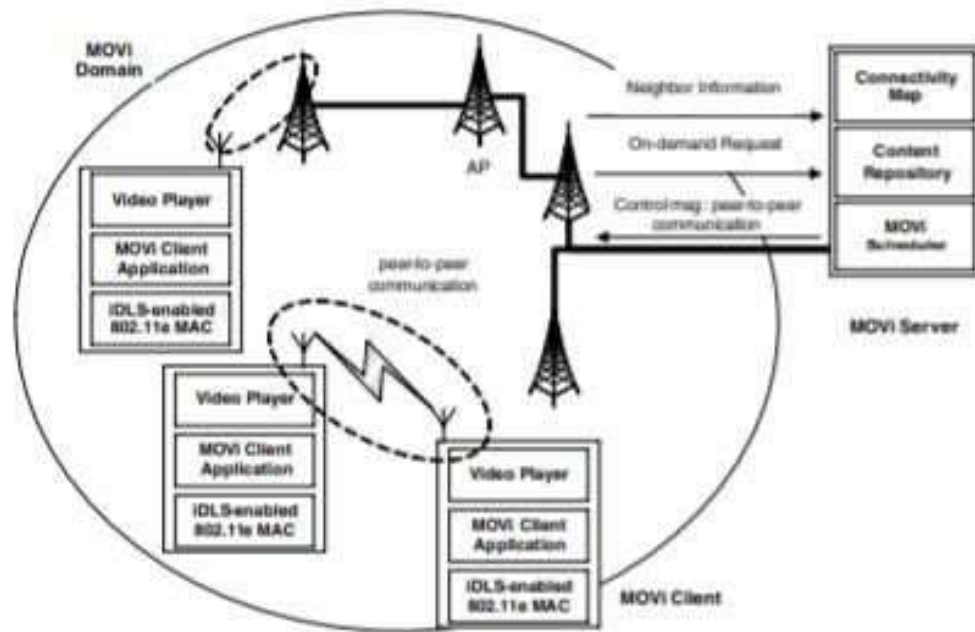 MOVi
Domain
Neighbor Information
Connectivity
Map
On-demand Request
Content
Repository
AP
Control msg: peer-to-peer
communication
MOVi
Scheduler
MOVi Server
Video Player
MOVi Client
Application
iDLS-enabled
802.11e MAC
peer-to-peer
communication
Video Player
MOVi Client
Application
iDLS-enabled
802.11e MAC
Video Player
MOVi Client
Application
iDLS-enabled
802.11e MAC
MOVi Client